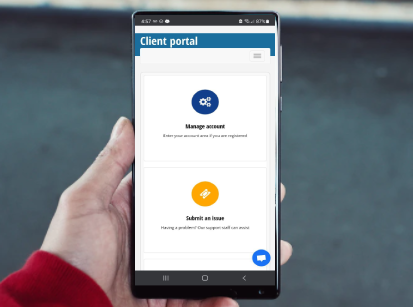 8:57
87%
Client portal
Manage account
Enter your account area if you are registered
Submit an issue
Having a problem? Our support staff can assist